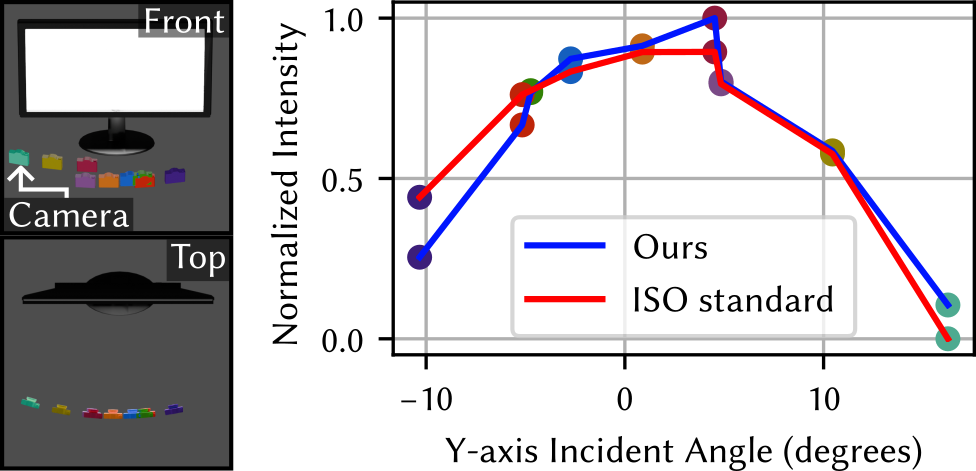 Front
Camera
Top
Normalized Intensity
1.0
0.5
0.0
Ours
ISO standard
−10
0
10
Y-axis Incident Angle (degrees)